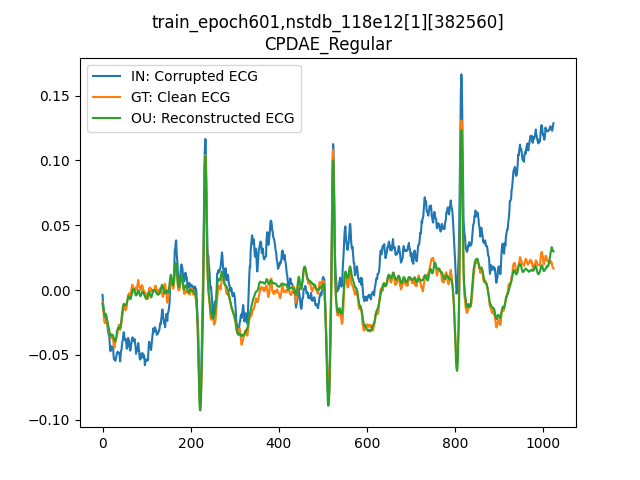 train_epoch601,nstdb_118e12[1][382560]
CPDAE_Regular
IN: Corrupted ECG
GT: Clean ECG
OU: Reconstructed ECG
0.15
0.10
0.05
0.00
−0.05
−0.10
0 200 400 600 800 1000